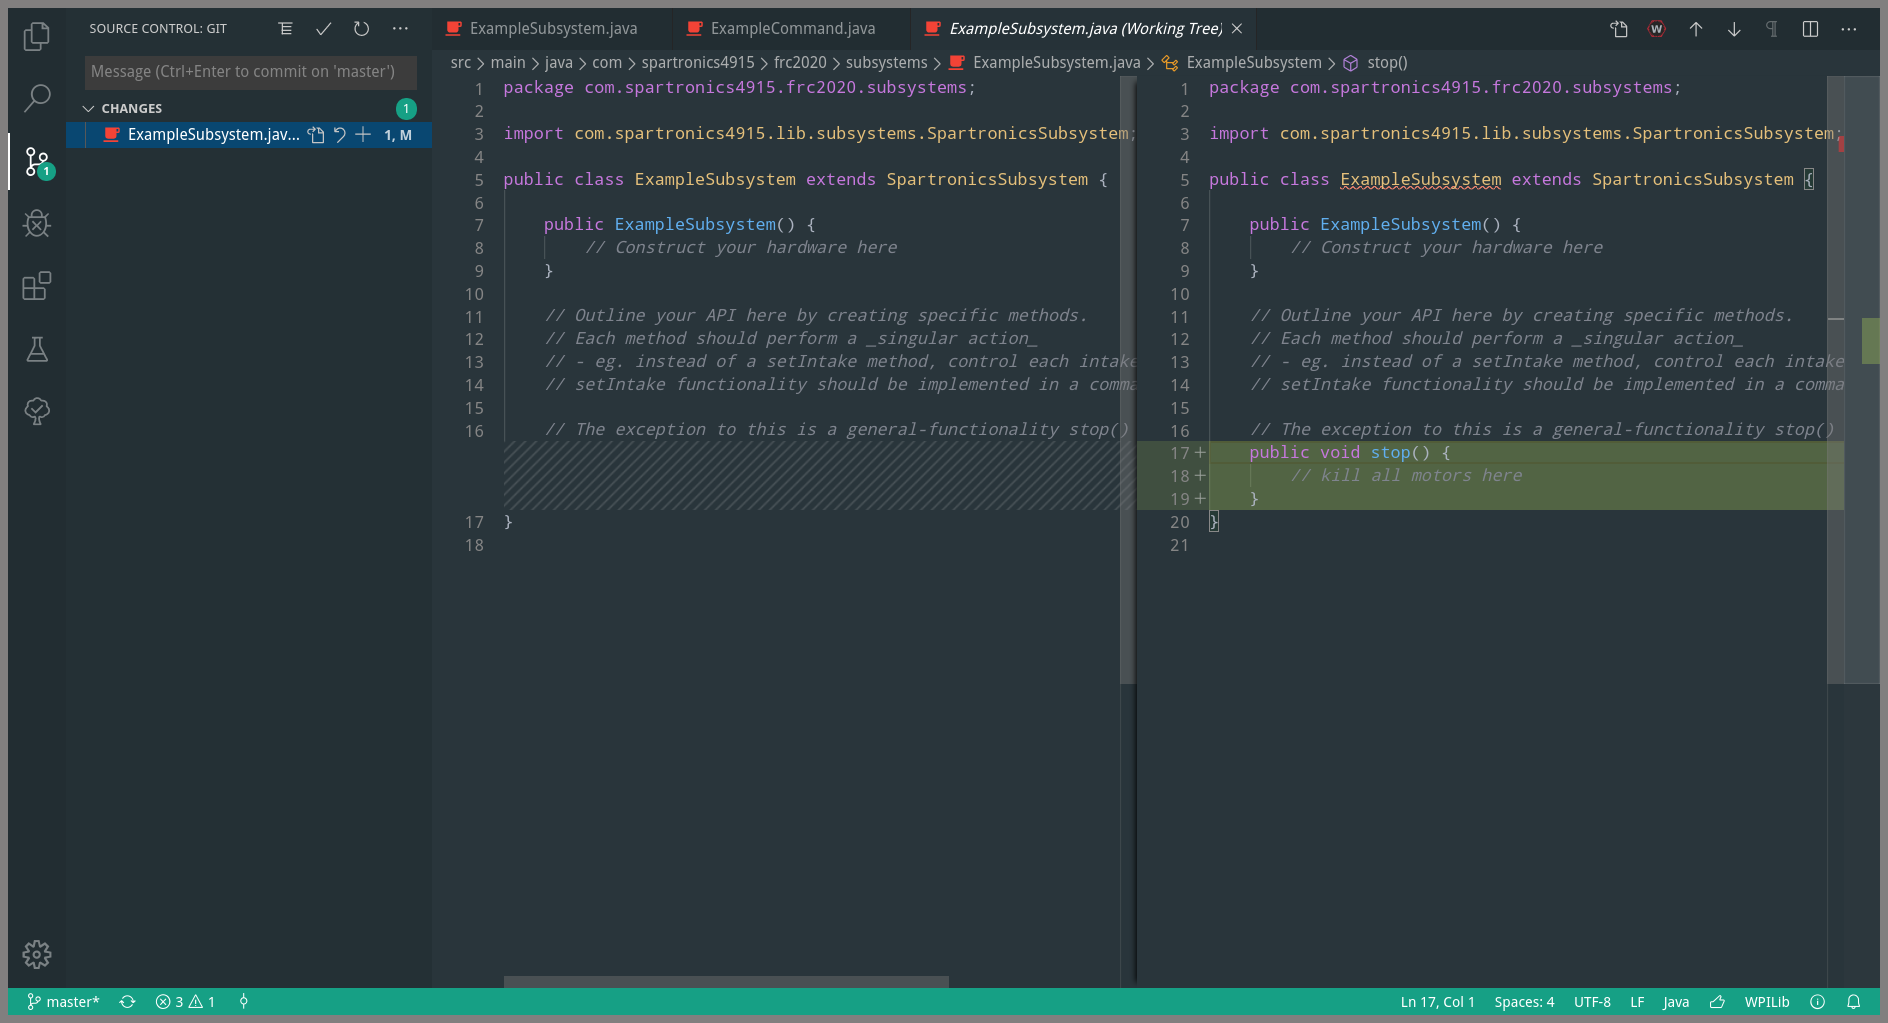 SOURCE CONTROL: GIT
Message (Ctrl+Enter to commit on 'master')
CHANGES
1
ExampleSubsystem.jav...
1, M
1
ExampleSubsystem.java
ExampleCommand.java
ExampleSubsystem.java (Working Tree)
W
src > main > java > com > spartronics4915 > frc2020 > subsystems > ExampleSubsystem.java > ExampleSubsystem > stop()
1 package com.spartronics4915.frc2020.subsystems;
2
3 import com.spartronics4915.lib.subsystems.SpartronicsSubsystem;
4
5 public class ExampleSubsystem extends SpartronicsSubsystem {
6
7 public ExampleSubsystem() {
8 // Construct your hardware here
9 }
10
11 // Outline your API here by creating specific methods.
12 // Each method should perform a _singular action_
13 // - eg. instead of a setIntake method, control each intake
14 // setIntake functionality should be implemented in a comma
15
16 // The exception to this is a general-functionality stop()
17 }
18
1 package com.spartronics4915.frc2020.subsystems;
2
3 import com.spartronics4915.lib.subsystems.SpartronicsSubsystem;
4
5 public class ExampleSubsystem extends SpartronicsSubsystem {
6
7 public ExampleSubsystem() {
8 // Construct your hardware here
9 }
10
11 // Outline your API here by creating specific methods.
12 // Each method should perform a _singular action_
13 // - eg. instead of a setIntake method, control each intake
14 // setIntake functionality should be implemented in a comma
15
16 // The exception to this is a general-functionality stop()
17+ public void stop() {
18+ // kill all motors here
19+ }
20 }
21
master*
3
1
Ln 17, Col 1
Spaces: 4
UTF-8
LF
Java
WPILib